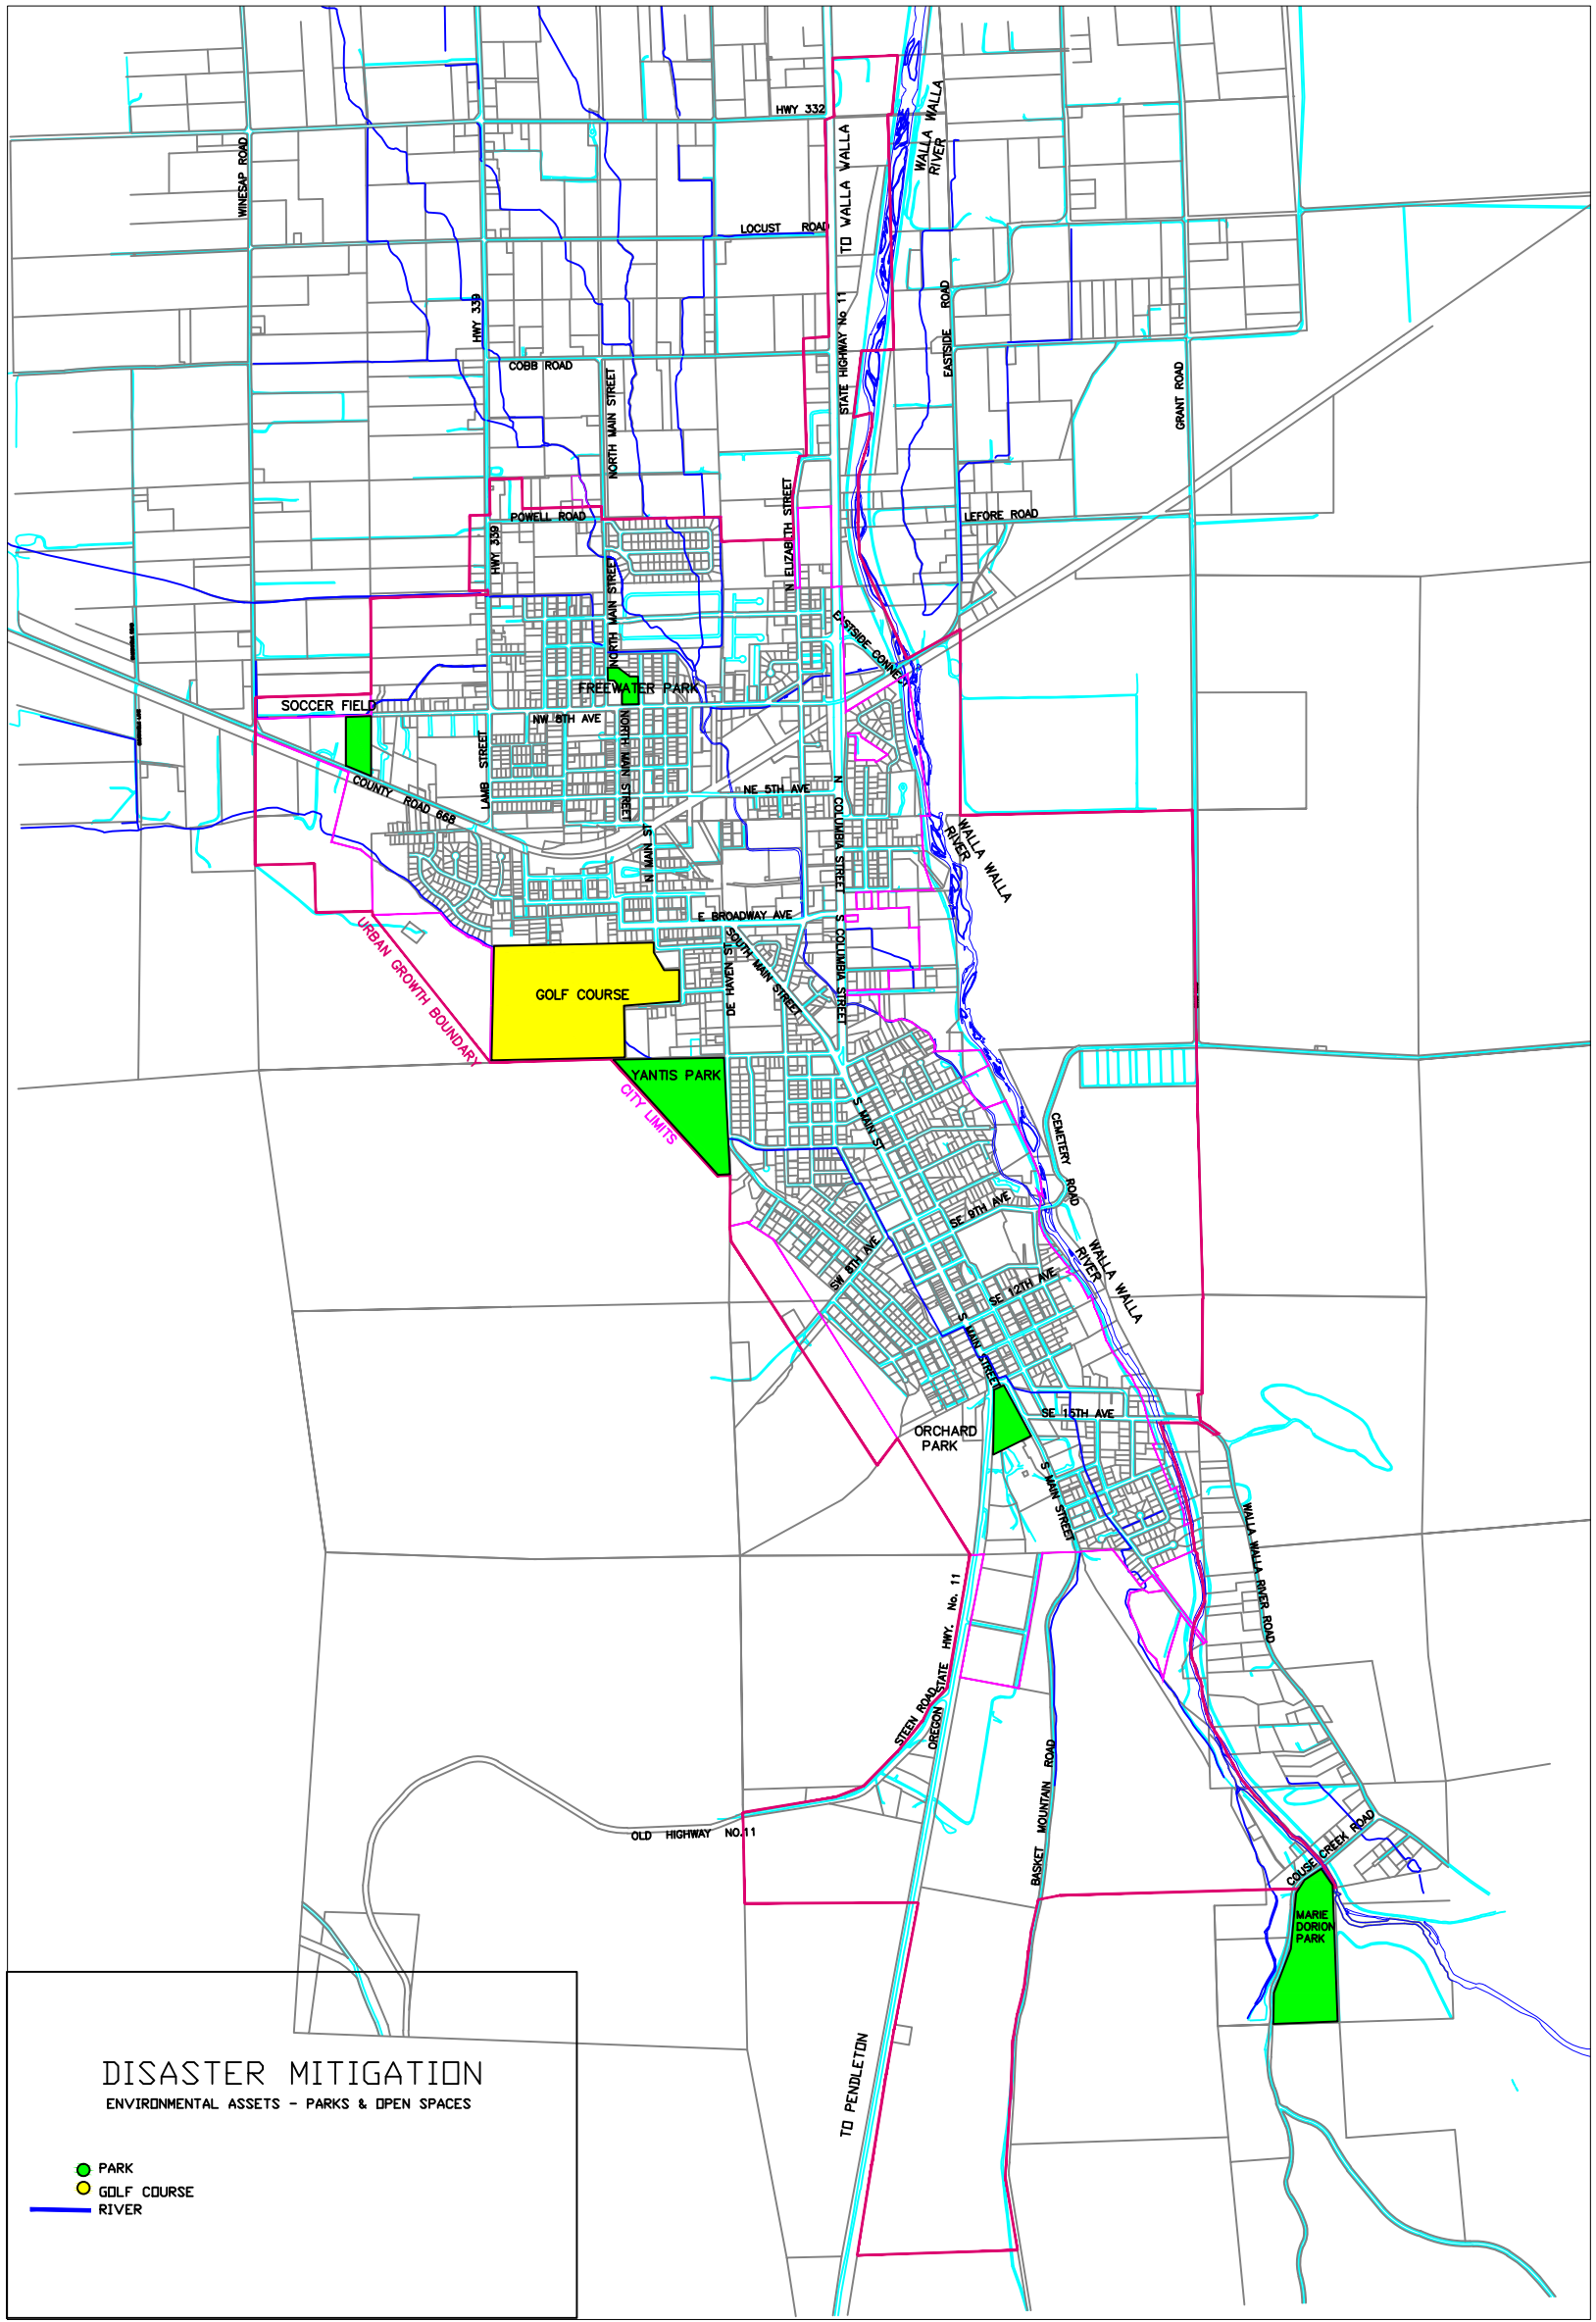 HWY 332
WALLA WALLA
RIVER
TO WALLA WALLA
WINESAP ROAD
LOCUST ROAD
HWY 339
STATE HIGHWAY No 11
EASTSIDE ROAD
COBB ROAD
NORTH MAIN STREET
GRANT ROAD
N ELIZABETH STREET
POWELL ROAD
LEFORE ROAD
HWY 339
NORTH MAIN STREET
EASTSIDE CONNECT
FREEWATER PARK
SOCCER FIELD
NW 8TH AVE
NORTH MAIN STREET
LAMB STREET
COUNTY ROAD 668
NE 5TH AVE
N COLUMBIA STREET
WALLA WALLA
RIVER
N MAIN ST
E BROADWAY AVE
S COLUMBIA STREET
SOUTH MAIN STREET
DE HAVEN ST
URBAN GROWTH BOUNDARY
GOLF COURSE
YANTIS PARK
CITY LIMITS
S MAIN ST
CEMETERY ROAD
SE 9TH AVE
SW 8TH AVE
WALLA WALLA
RIVER
SE 12TH AVE
S MAIN STREET
SE 15TH AVE
ORCHARD
PARK
S MAIN STREET
WALLA WALLA RIVER ROAD
OREGON STATE HWY. No. 11
STEEN ROAD
BASKET MOUNTAIN ROAD
OLD HIGHWAY NO.11
COUSE CREEK ROAD
MARIE
DORION
PARK
TO PENDLETON
DISASTER MITIGATION
ENVIRONMENTAL ASSETS - PARKS & OPEN SPACES
PARK
GOLF COURSE
RIVER